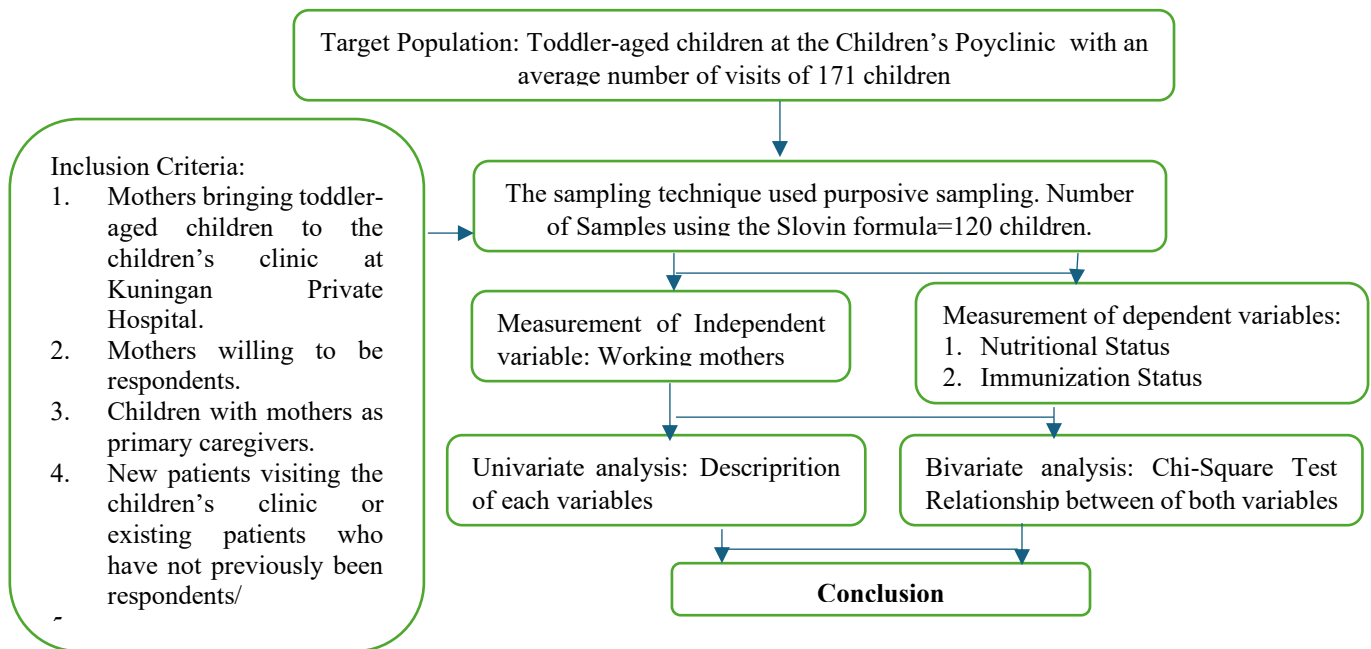 Target Population: Toddler-aged children at the Children's Poyclinic with an
average number of visits of 171 children
Inclusion Criteria:
1. Mothers bringing toddler-
aged children to the
children's clinic at
Kuningan Private
Hospital.
2. Mothers willing to be
respondents.
3. Children with mothers as
primary caregivers.
4. New patients visiting the
children's clinic or
existing patients who
have not previously been
respondents/
The sampling technique used purposive sampling. Number
of Samples using the Slovin formula=120 children.
Measurement of Independent
variable: Working mothers
Measurement of dependent variables:
1. Nutritional Status
2. Immunization Status
Univariate analysis: Descriprition
of each variables
Bivariate analysis: Chi-Square Test
Relationship between of both variables
Conclusion